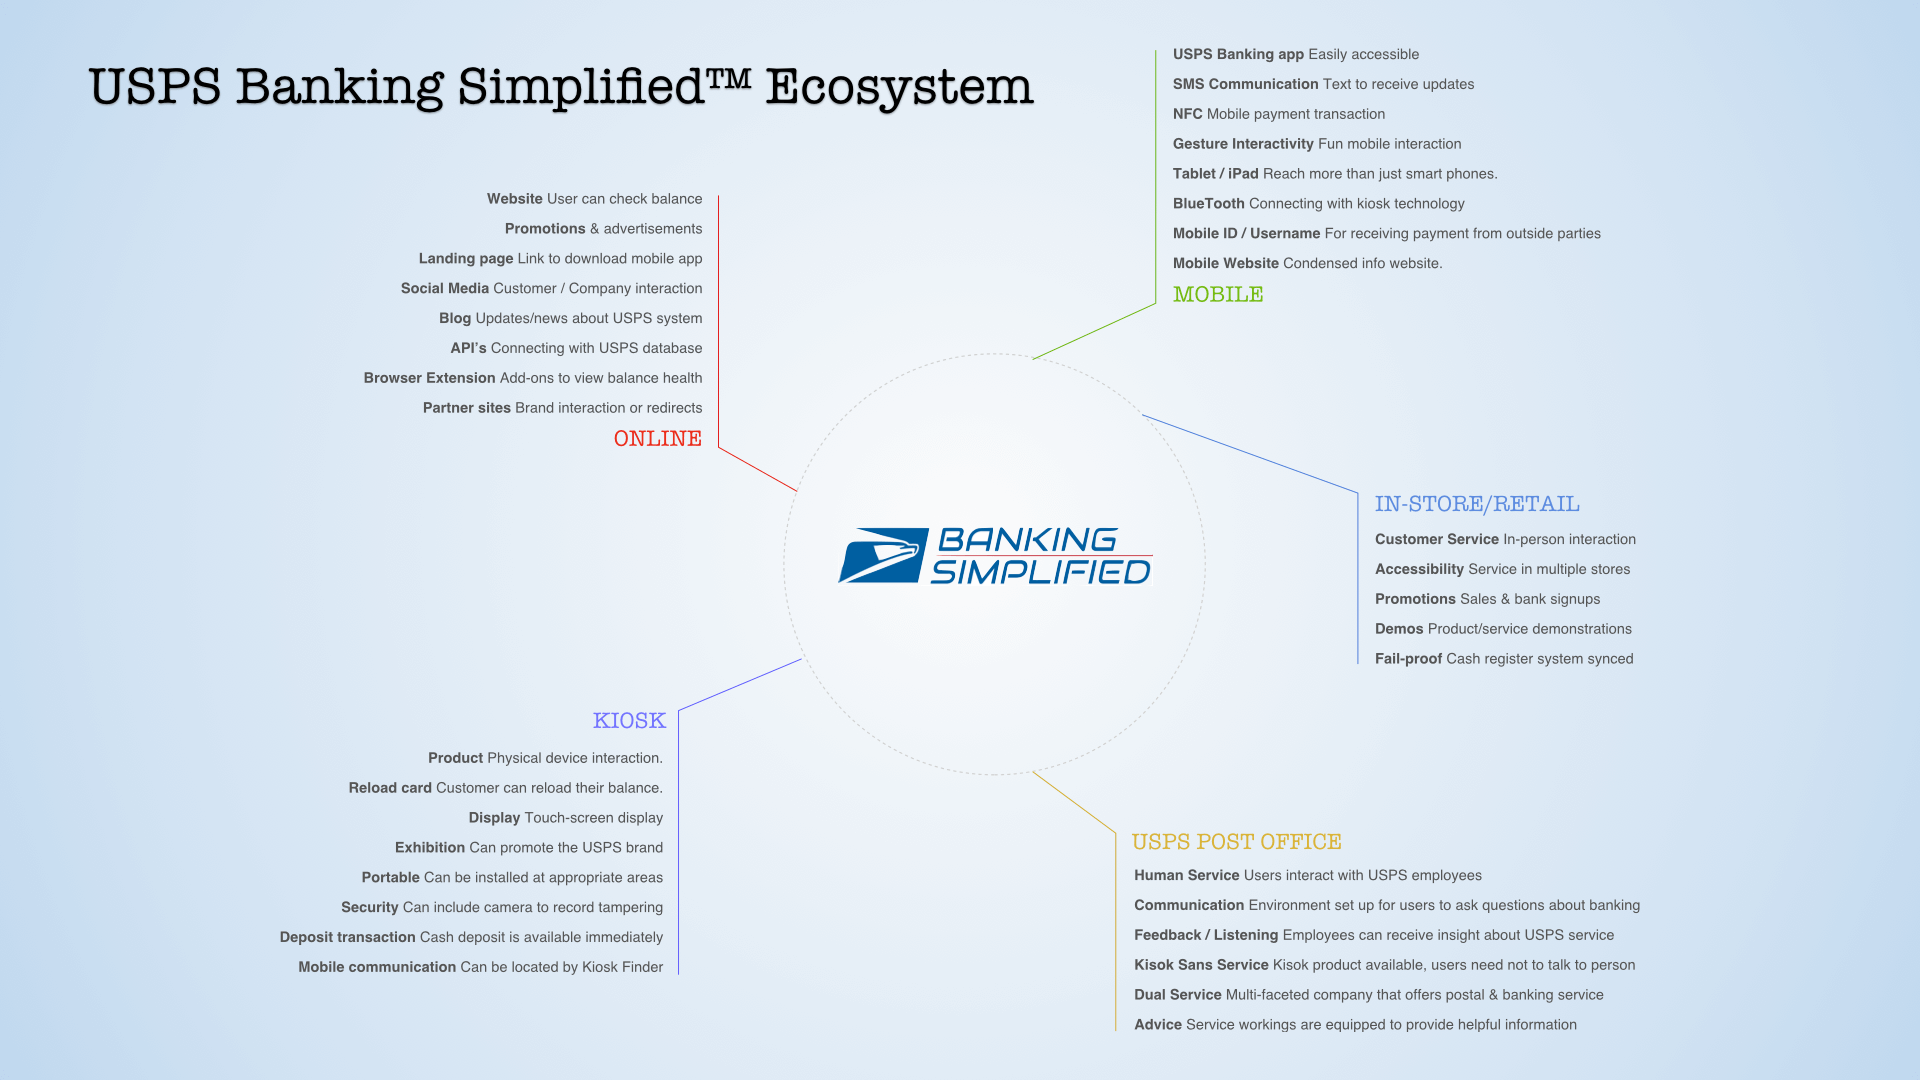 USPS Banking Simplified™ Ecosystem
Website User can check balance
Promotions & advertisements
Landing page Link to download mobile app
Social Media Customer / Company interaction
Blog Updates/news about USPS system
API’s Connecting with USPS database
Browser Extension Add-ons to view balance health
Partner sites Brand interaction or redirects
ONLINE
USPS Banking app Easily accessible
SMS Communication Text to receive updates
NFC Mobile payment transaction
Gesture Interactivity Fun mobile interaction
Tablet / iPad Reach more than just smart phones.
BlueTooth Connecting with kiosk technology
Mobile ID / Username For receiving payment from outside parties
Mobile Website Condensed info website.
MOBILE
BANKING
SIMPLIFIED
IN-STORE/RETAIL
Customer Service In-person interaction
Accessibility Service in multiple stores
Promotions Sales & bank signups
Demos Product/service demonstrations
Fail-proof Cash register system synced
KIOSK
Product Physical device interaction.
Reload card Customer can reload their balance.
Display Touch-screen display
Exhibition Can promote the USPS brand
Portable Can be installed at appropriate areas
Security Can include camera to record tampering
Deposit transaction Cash deposit is available immediately
Mobile communication Can be located by Kiosk Finder
USPS POST OFFICE
Human Service Users interact with USPS employees
Communication Environment set up for users to ask questions about banking
Feedback / Listening Employees can receive insight about USPS service
Kisok Sans Service Kisok product available, users need not to talk to person
Dual Service Multi-faceted company that offers postal & banking service
Advice Service workings are equipped to provide helpful information